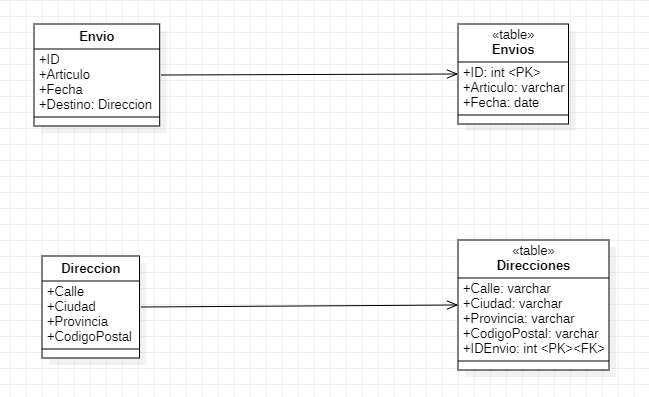 Envio
+ID
+Articulo
+Fecha
+Destino: Direccion
«table»
Envios
+ID: int <PK>
+Articulo: varchar
+Fecha: date
Direccion
+Calle
+Ciudad
+Provincia
+CodigoPostal
«table»
Direcciones
+Calle: varchar
+Ciudad: varchar
+Provincia: varchar
+CodigoPostal: varchar
+IDEnvio: int <PK><FK>